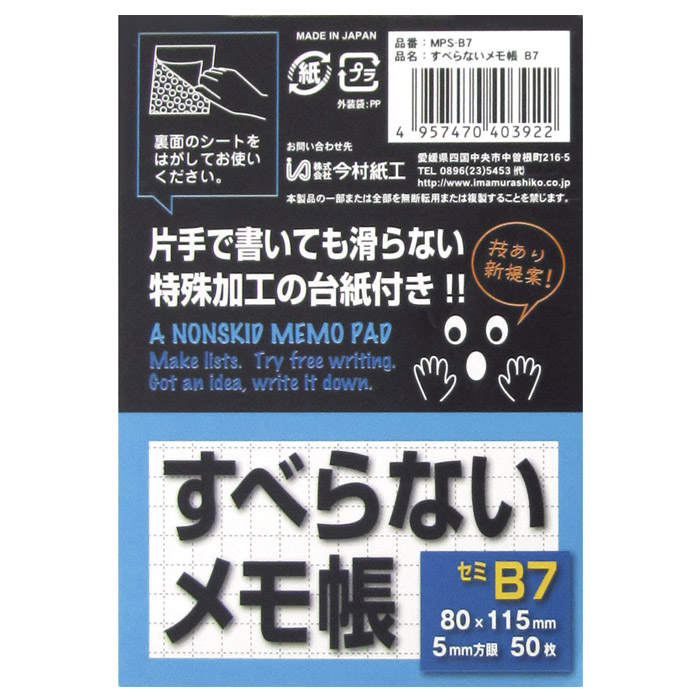 裏面のシートを
はがしてお使い
ください。
MADE IN JAPAN
紙
プラ
外装袋:PP
品番：MPS-B7
品名：すべらないメモ帳 B7
4 957470 403922
お問い合わせ先
株式会社 今村紙工
愛媛県四国中央市中曽根町216-5
TEL 0896(23)5453 代)
http://www.imamurashiko.co.jp
本製品の一部または全部を無断転用または複製することを禁じます。
片手で書いても滑らない
特殊加工の台紙付き!!
技あり
新提案!
A NONSKID MEMO PAD
Make lists. Try free writing.
Got an idea, write it down.
すべらない
メモ帳
セミB7
80×115mm
5mm方眼 50枚